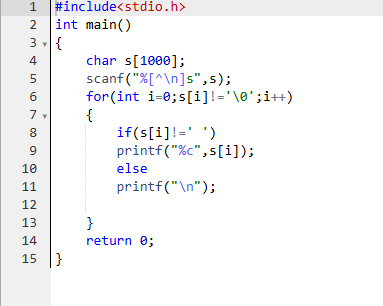 1 #include<stdio.h>
2 int main()
3 {
4     char s[1000];
5     scanf("%[^\n]s",s);
6     for(int i=0;s[i]!='\0';i++)
7     {
8         if(s[i]!=' ')
9         printf("%c",s[i]);
10         else
11         printf("\n");
12
13     }
14     return 0;
15 }